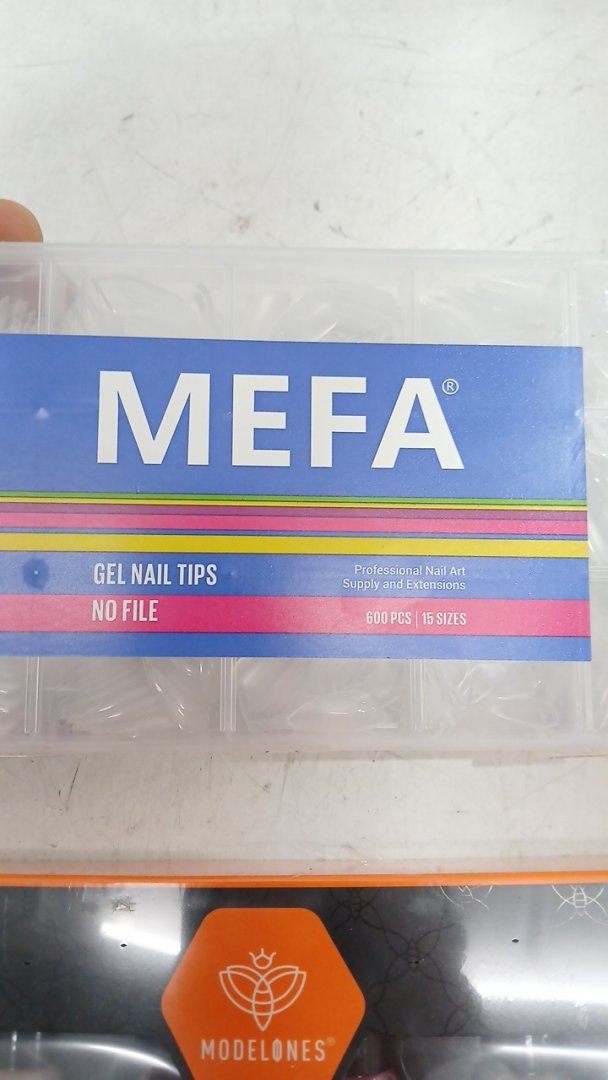 MEFA®
GEL NAIL TIPS
NO FILE
Professional Nail Art
Supply and Extensions
600 PCS | 15 SIZES
MODELONES®